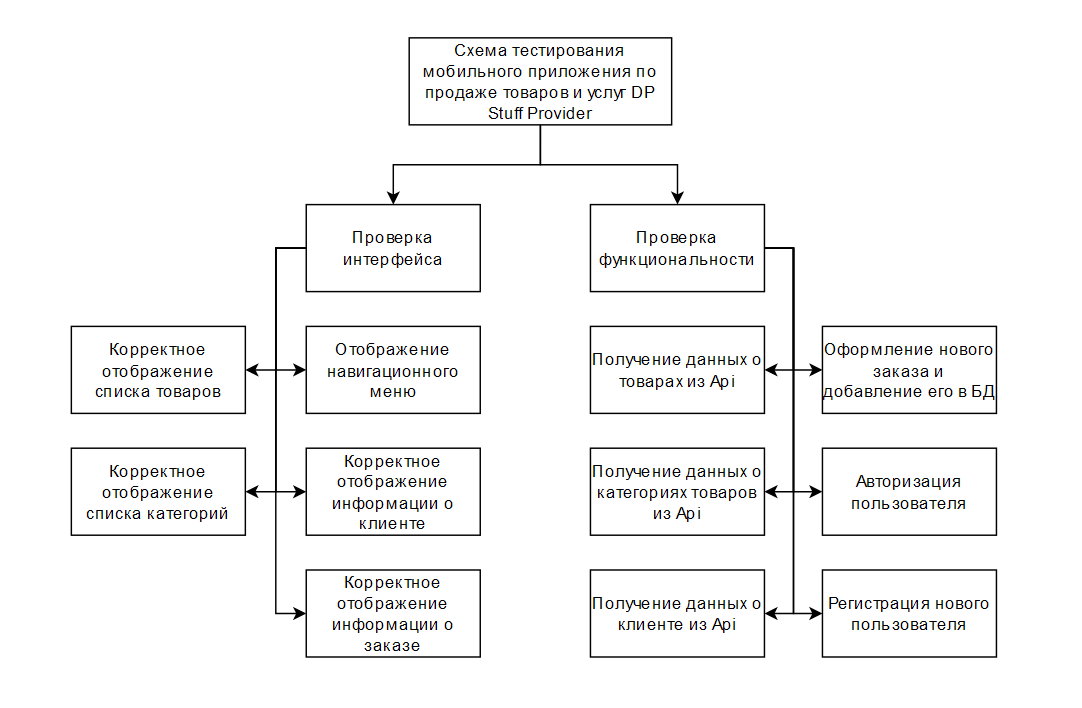 Схема тестирования
мобильного приложения по
продаже товаров и услуг DP
Stuff Provider
Проверка
интерфейса
Проверка
функциональности
Корректное
отображение
списка товаров
Отображение
навигационного
меню
Получение данных о
товарах из Api
Оформление нового
заказа и
добавление его в БД
Корректное
отображение
списка категорий
Корректное
отображение
информации о
клиенте
Получение данных о
категориях товаров
из Api
Авторизация
пользователя
Корректное
отображение
информации о
заказе
Получение данных о
клиенте из Api
Регистрация нового
пользователя